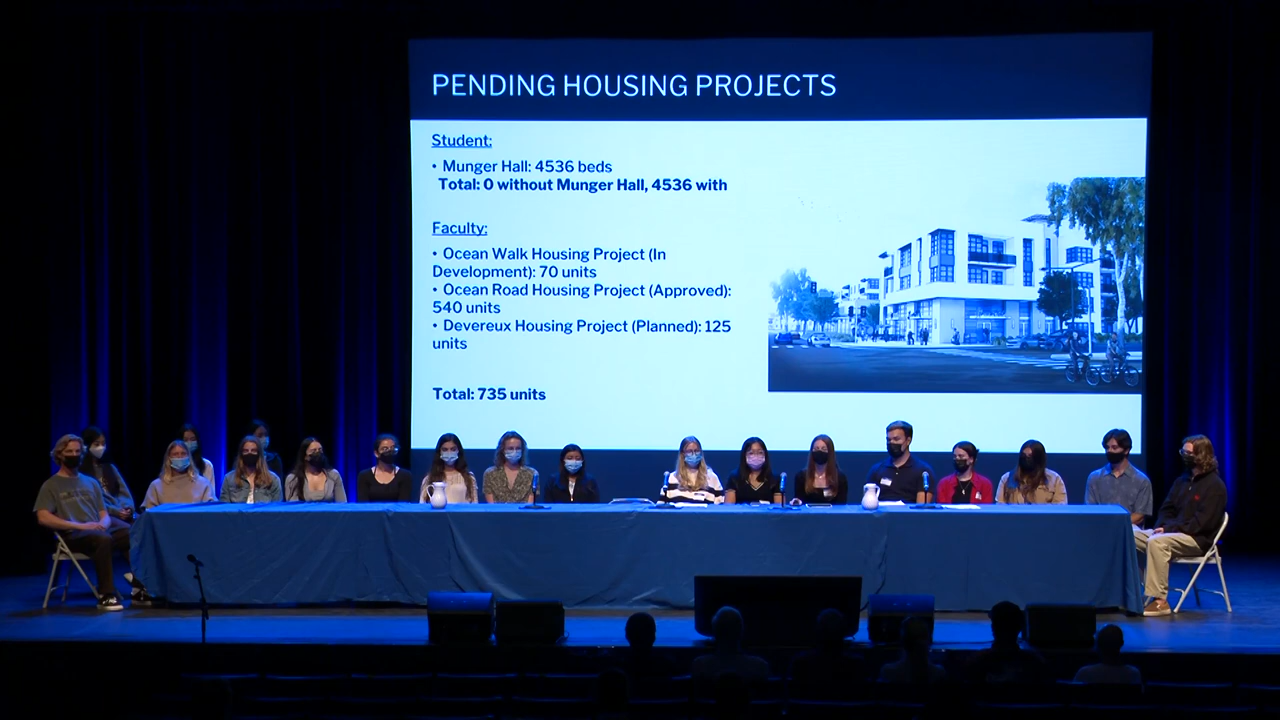 PENDING HOUSING PROJECTS
Student:
• Munger Hall: 4536 beds
Total: 0 without Munger Hall, 4536 with
Faculty:
• Ocean Walk Housing Project (In
Development): 70 units
• Ocean Road Housing Project (Approved):
540 units
• Devereux Housing Project (Planned): 125
units
Total: 735 units